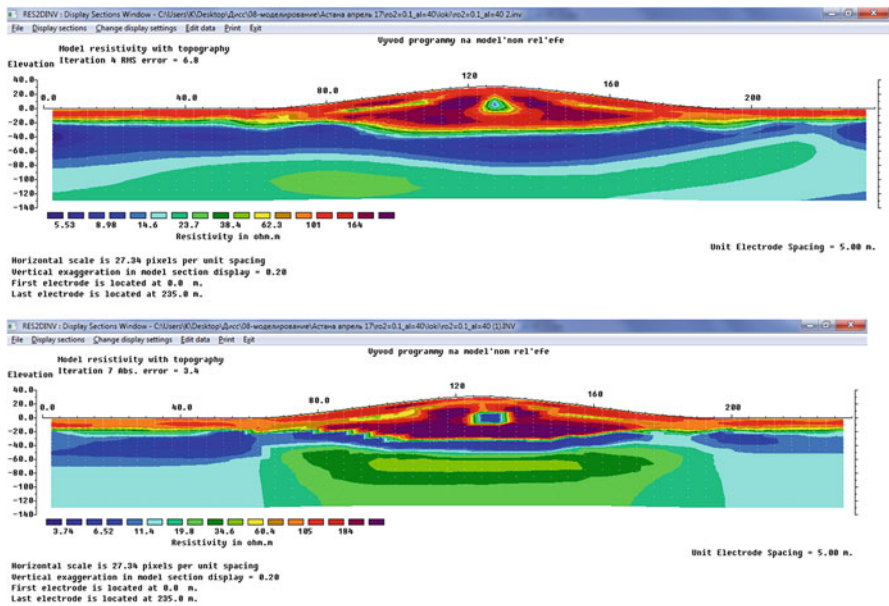 RES2DINV : Display Sections Window - C:\Users\K\Desktop\Дисс\08-моделирование\Астана апрель 17\ro2=0.1_al=40\loki\ro2=0.1_al=40 2.inv
File Display sections Change display settings Edit data Print Exit
Vyvod programmy na model'nom rel'efe
Model resistivity with topography
Iteration 4 RMS error = 6.8
Elevation
0.0 40.0 80.0 120 160 200
40.0
20.0
0.0
-20.0
-40.0
-60.0
-80.0
-100.0
-120.0
-140.0
5.53 8.98 14.6 23.7 38.4 62.3 101 164
Resistivity in ohm.m
Unit Electrode Spacing = 5.00 m.
Horizontal scale is 27.34 pixels per unit spacing
Vertical exaggeration in model section display = 0.20
First electrode is located at 0.0 m.
Last electrode is located at 235.0 m.
RES2DINV : Display Sections Window - C:\Users\K\Desktop\Дисс\08-моделирование\Астана апрель 17\ro2=0.1_al=40\loki\ro2=0.1_al=40 (1).INV
File Display sections Change display settings Edit data Print Exit
Vyvod programmy na model'nom rel'efe
Model resistivity with topography
Iteration 7 Abs. error = 3.4
Elevation
0.0 40.0 80.0 120 160 200
40.0
20.0
0.0
-20.0
-40.0
-60.0
-80.0
-100.0
-120.0
-140.0
3.74 6.52 11.4 19.8 34.6 60.4 105 184
Resistivity in ohm.m
Unit Electrode Spacing = 5.00 m.
Horizontal scale is 27.34 pixels per unit spacing
Vertical exaggeration in model section display = 0.20
First electrode is located at 0.0 m.
Last electrode is located at 235.0 m.